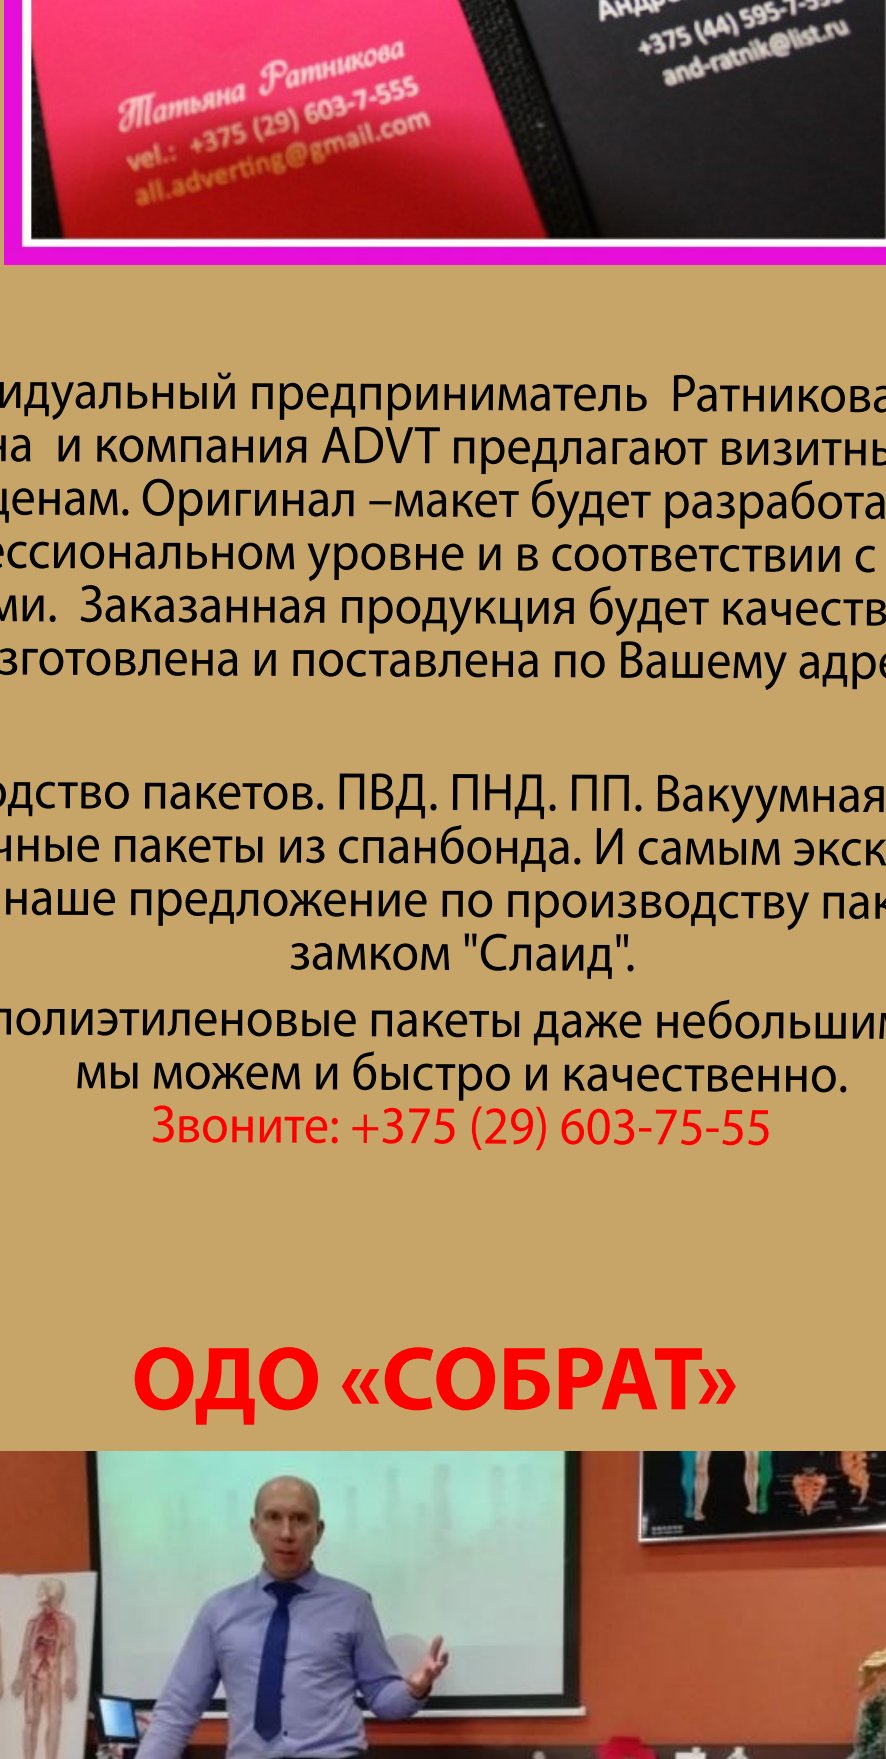 Татьяна Ратникова
vel.: +375 (29) 603-7-555
all.adverting@gmail.com
+375 (44) 595-7-555
and-ratnik@list.ru
идуальный предприниматель Ратникова
на и компания ADVT предлагают визитны
ценам. Оригинал –макет будет разработа
ессиональном уровне и в соответствии с
ми. Заказанная продукция будет качеств
зготовлена и поставлена по Вашему адре
одство пакетов. ПВД. ПНД. ПП. Вакуумная
чные пакеты из спанбонда. И самым экск
наше предложение по производству пак
замком "Слаид".
полиэтиленовые пакеты даже небольшим
мы можем и быстро и качественно.
Звоните: +375 (29) 603-75-55
ОДО «СОБРАТ»